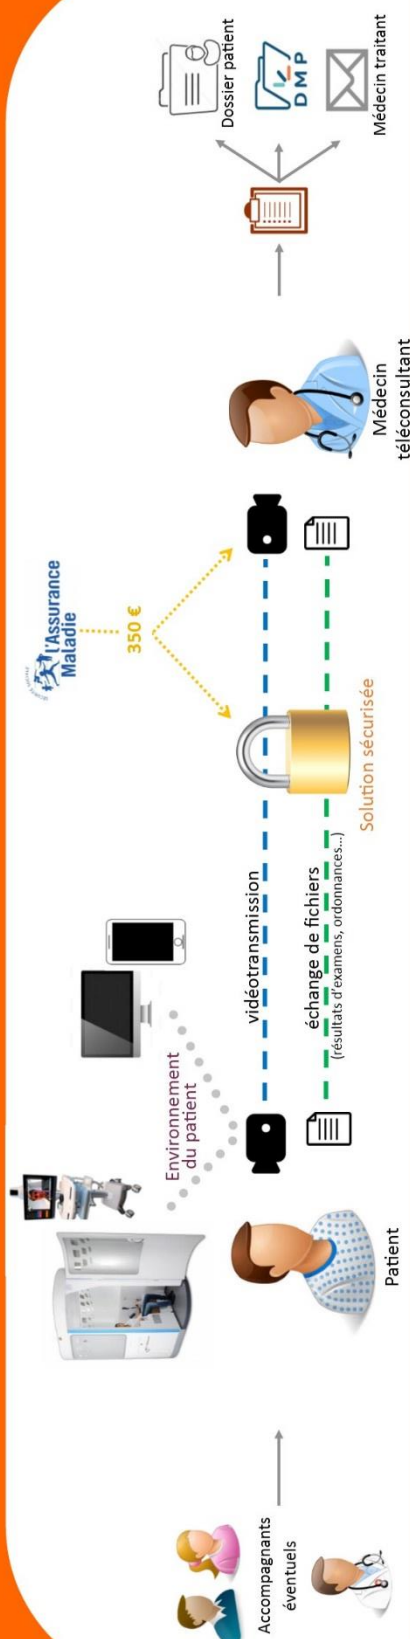 Accompagnants
éventuels
Patient
Environnement
du patient
vidéotransmission
échange de fichiers
(résultats d'examens, ordonnances...)
Solution sécurisée
l'Assurance
Maladie
350 €
Médecin
téléconsultant
Dossier patient
DMP
Médecin traitant